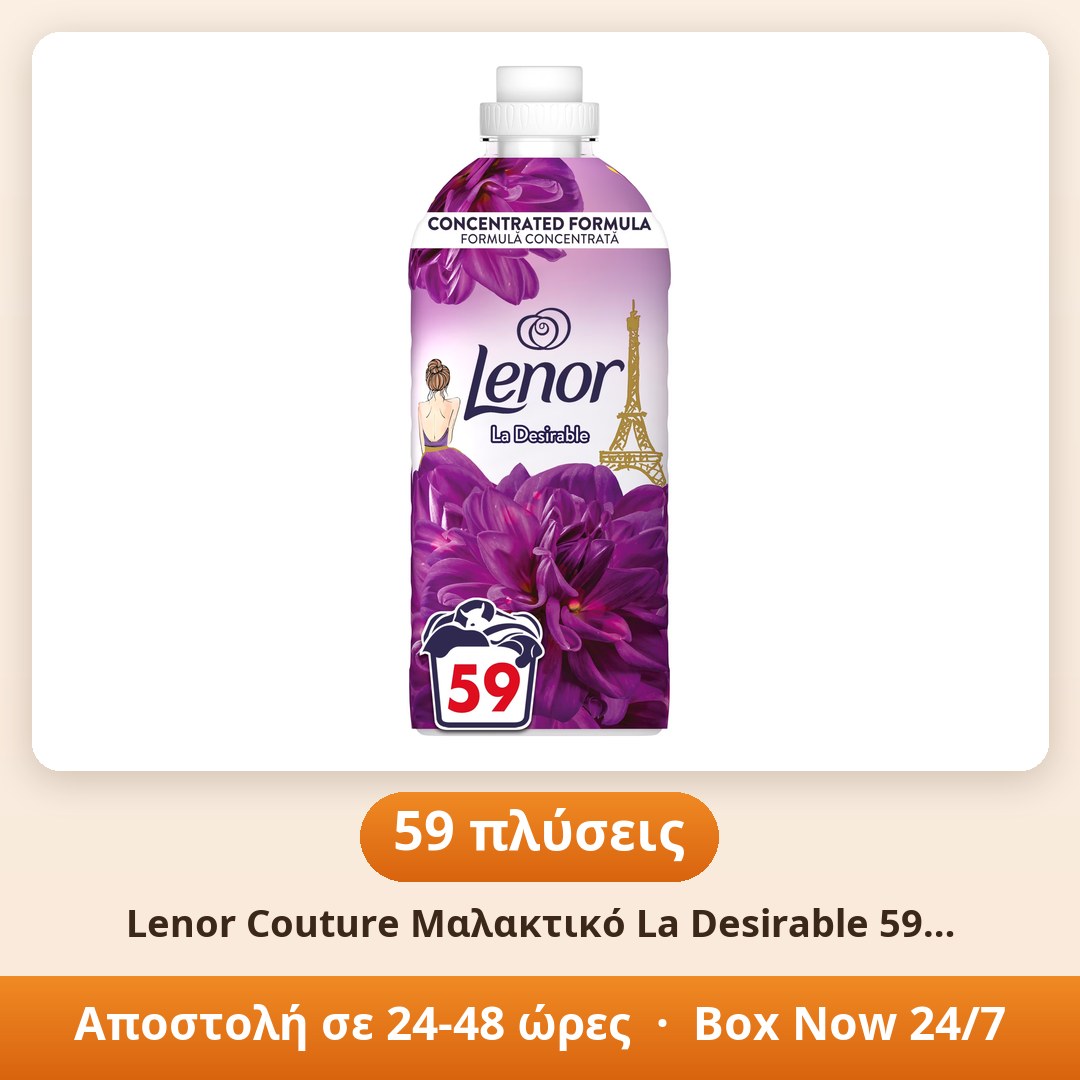 CONCENTRATED FORMULA
FORMULĂ CONCENTRATĂ
Lenor
La Desirable
59
59 πλύσεις
Lenor Couture Μαλακτικό La Desirable 59...
Αποστολή σε 24-48 ώρες · Box Now 24/7